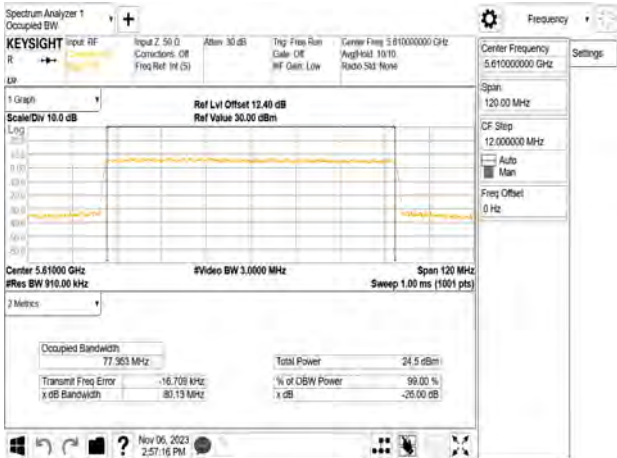 Spectrum Analyzer 1
Occupied BW
Frequency
KEYSIGHT Input: RF
R
Input Z: 50 Ω
Corrections: Off
Freq Ref: Int (S)
Atten: 30 dB
Trig: Free Run
Gate: Off
#IF Gain: Low
Center Freq: 5.610000000 GHz
Avg|Hold: 10/10
Radio Std: None
Center Frequency
5.610000000 GHz
Settings
Span
120.00 MHz
CF Step
12.000000 MHz
Auto
Man
Freq Offset
0 Hz
1 Graph
Scale/Div 10.0 dB
Ref Lvl Offset 12.40 dB
Ref Value 30.00 dBm
Log
Center 5.61000 GHz
#Res BW 910.00 kHz
#Video BW 3.0000 MHz
Span 120 MHz
Sweep 1.00 ms (1001 pts)
2 Metrics
Occupied Bandwidth
77.363 MHz
Total Power 24.5 dBm
Transmit Freq Error -16.709 kHz
% of OBW Power 99.00 %
x dB Bandwidth 80.13 MHz
x dB -26.00 dB
Nov 06, 2023
2:57:16 PM